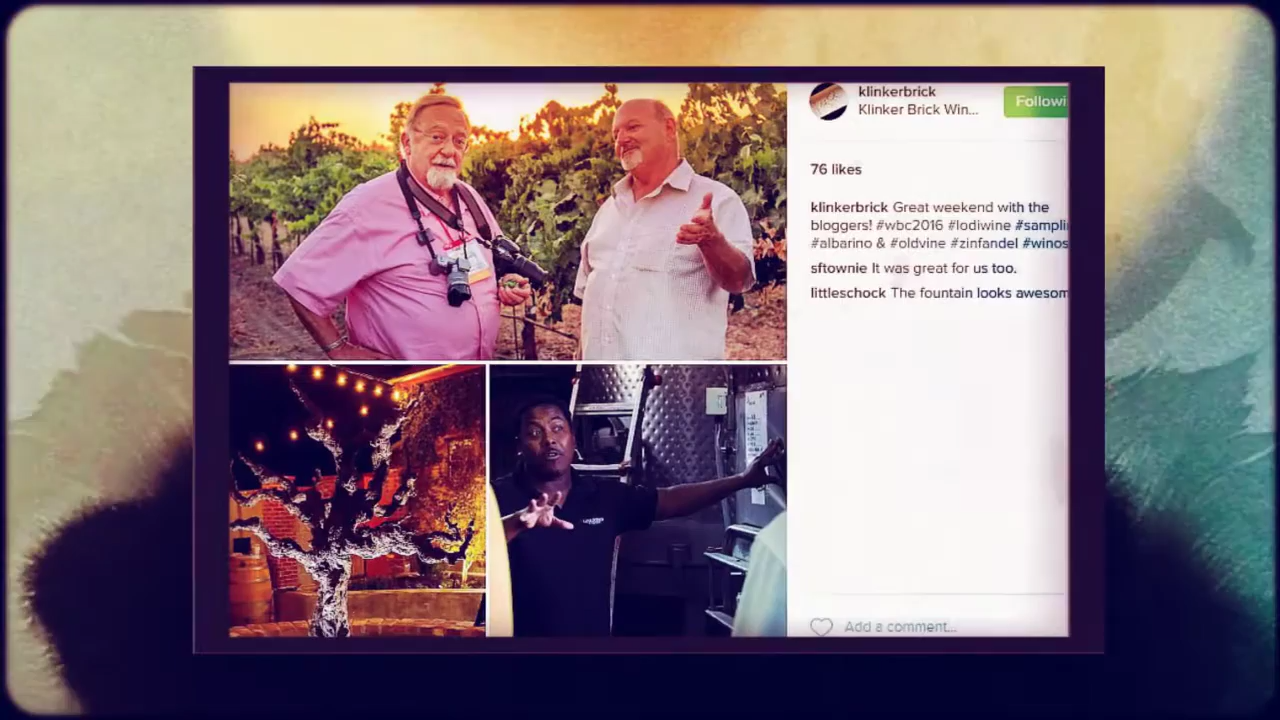 klinkerbrick
Klinker Brick Win...
Followi
76 likes
klinkerbrick Great weekend with the
bloggers! #wbc2016 #lodiwine #sampli
#albarino & #oldvine #zinfandel #winos
sftownie It was great for us too.
littleschock The fountain looks awesom
Add a comment...